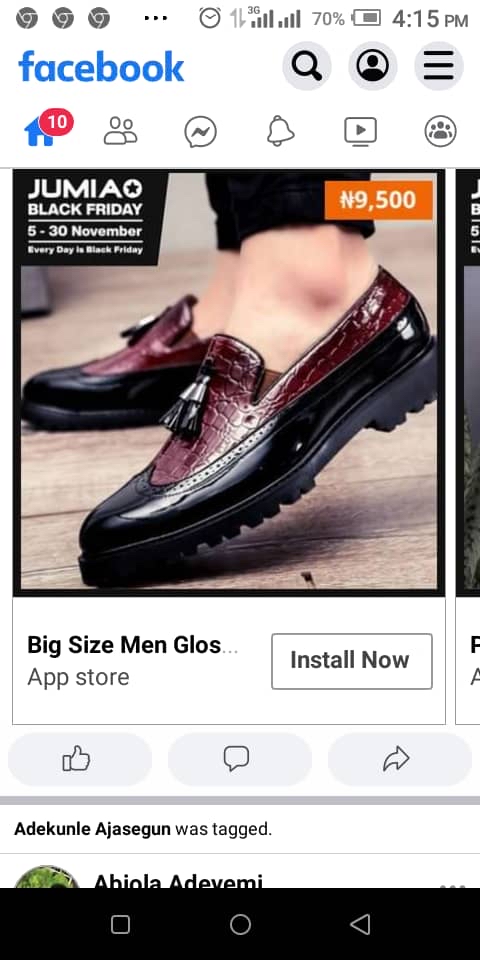 3G
70%
4:15 PM
facebook
10
JUMIA
BLACK FRIDAY
5 - 30 November
Every Day is Black Friday
₦9,500
Big Size Men Glos...
App store
Install Now
Adekunle Ajasegun was tagged.
Abiola Adeyemi